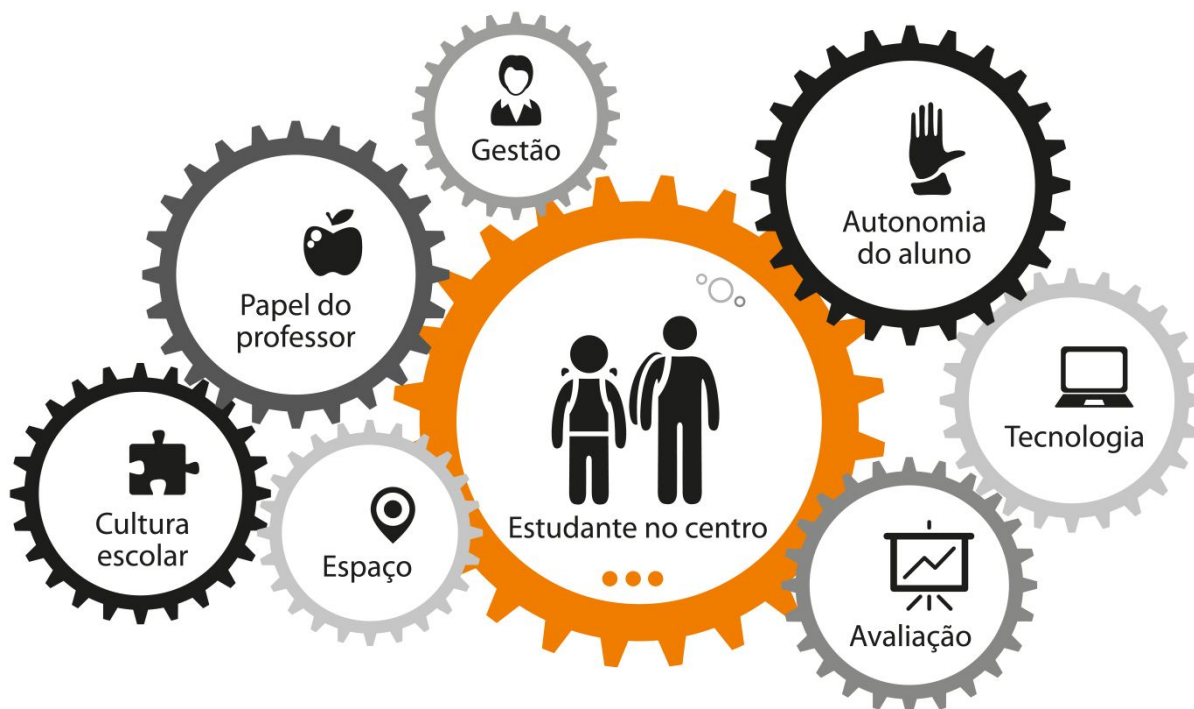 Gestão
Autonomia
do aluno
Papel do
professor
Tecnologia
Cultura
escolar
Espaço
Estudante no centro
Avaliação